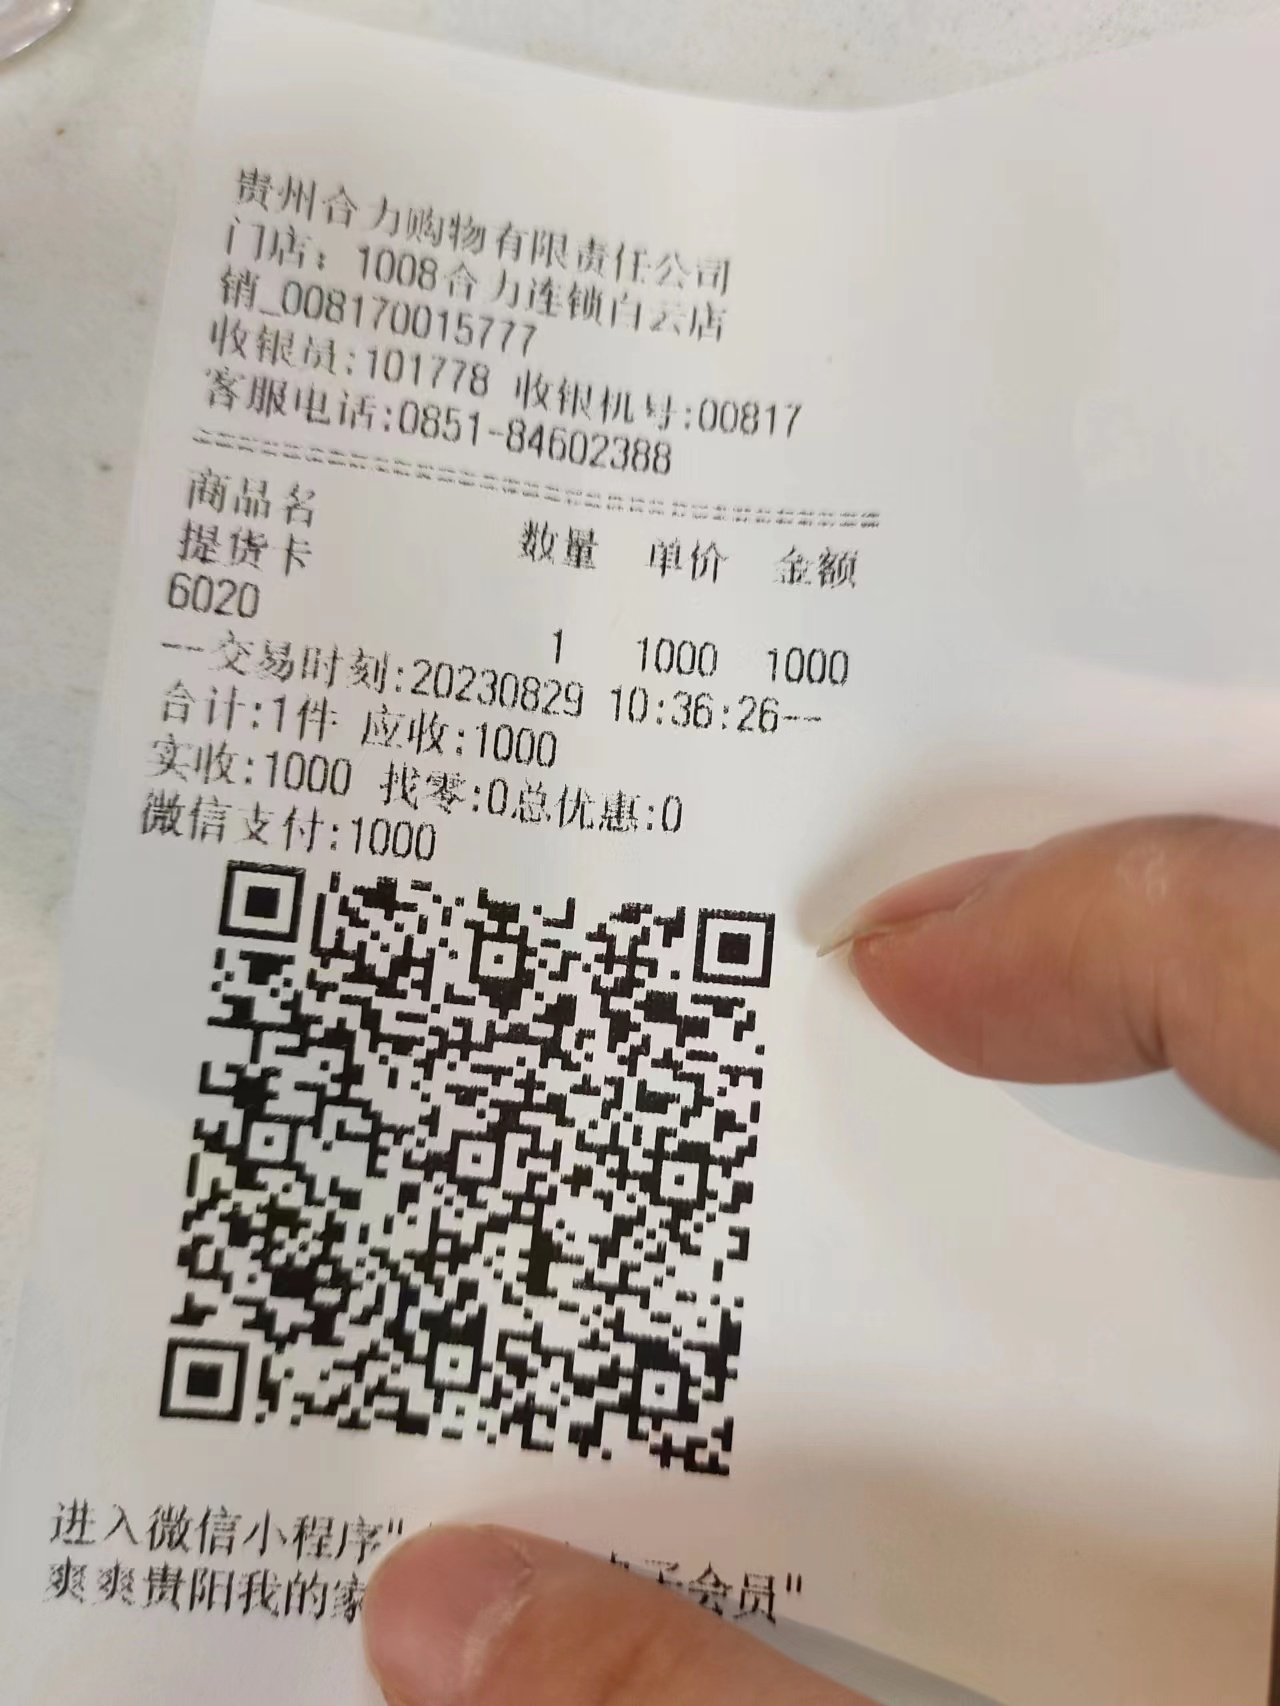 贵州合力购物有限责任公司
门店：1008合力连锁白云店
销_008170015777
收银员:101778 收银机号:00817
客服电话:0851-84602388
商品名 数量 单价 金额
提货卡
6020 1 1000 1000
--交易时刻:20230829 10:36:26--
合计:1件 应收:1000
实收:1000 找零:0总优惠:0
微信支付:1000
进入微信小程序" 子会员"
爽爽贵阳我的家